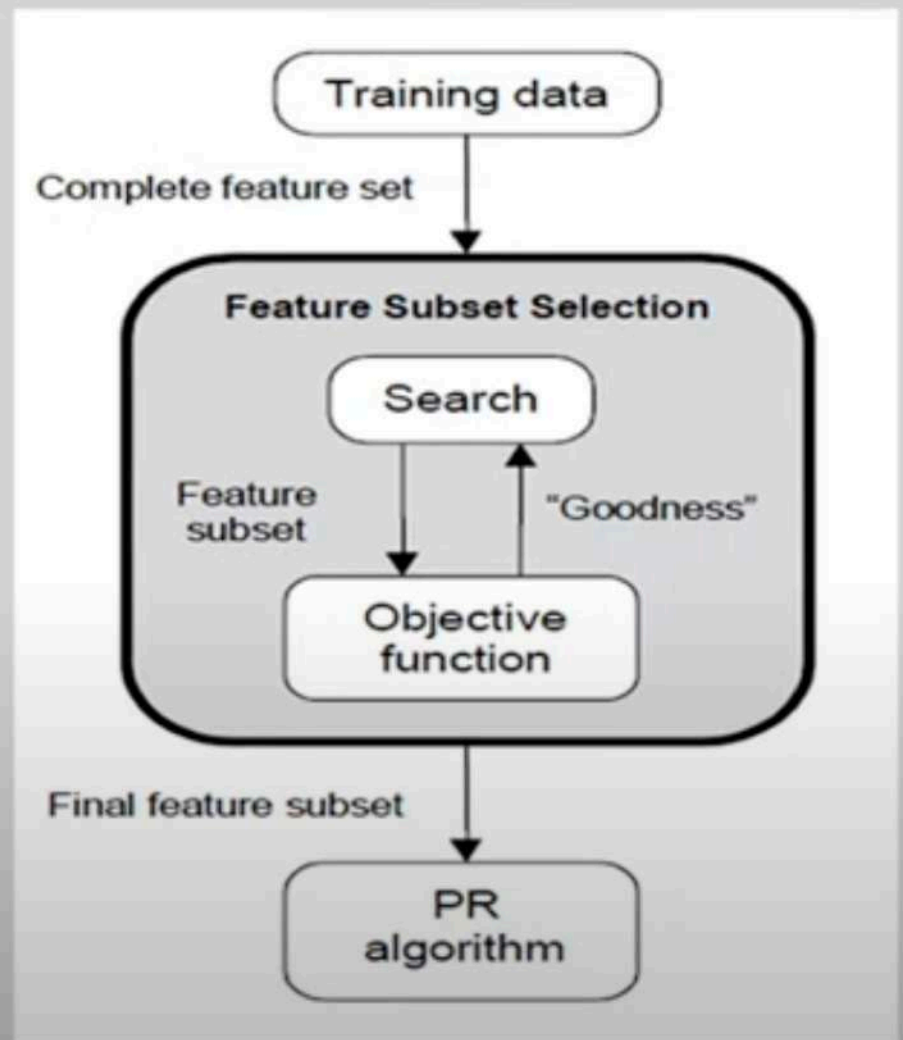 Training data
Complete feature set
Feature Subset Selection
Search
Feature
subset
"Goodness"
Objective
function
Final feature subset
PR
algorithm